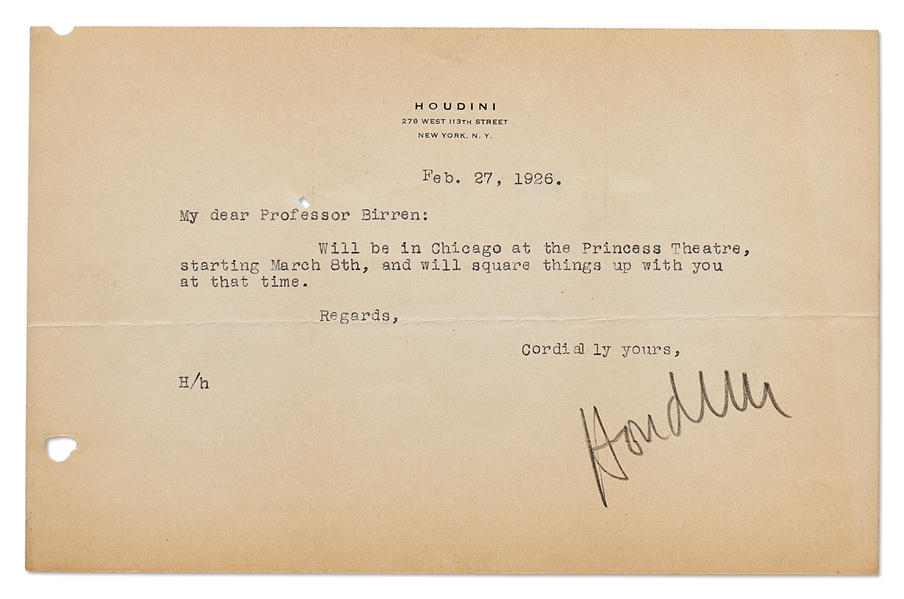 HOUDINI
278 WEST 113TH STREET
NEW YORK, N. Y.
Feb. 27, 1926.
My dear Professor Birren:
Will be in Chicago at the Princess Theatre,
starting March 8th, and will square things up with you
at that time.
Regards,
Cordially yours,
H/h
Houdini